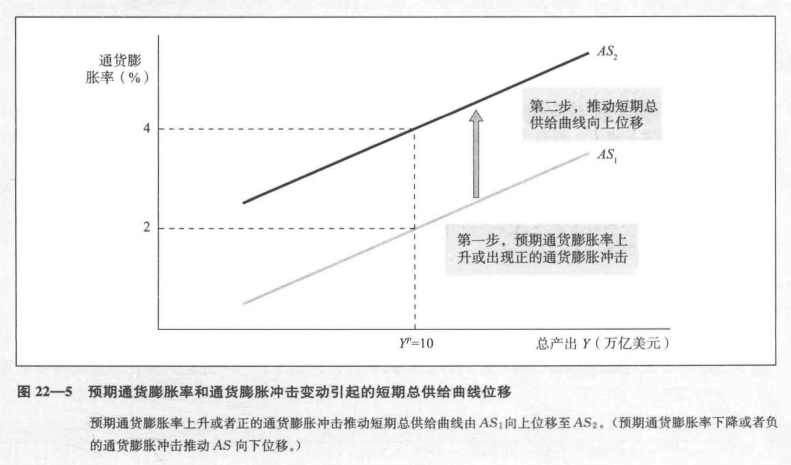 通货膨
胀率（%）
AS₂
第二步，推动短期总
供给曲线向上位移
4
AS₁
2
第一步，预期通货膨胀率上
升或出现正的通货膨胀冲击
Yᴾ=10
总产出 Y（万亿美元）
图 22—5 预期通货膨胀率和通货膨胀冲击变动引起的短期总供给曲线位移
预期通货膨胀率上升或者正的通货膨胀冲击推动短期总供给曲线由 AS₁向上位移至 AS₂。（预期通货膨胀率下降或者负
的通货膨胀冲击推动 AS 向下位移。）